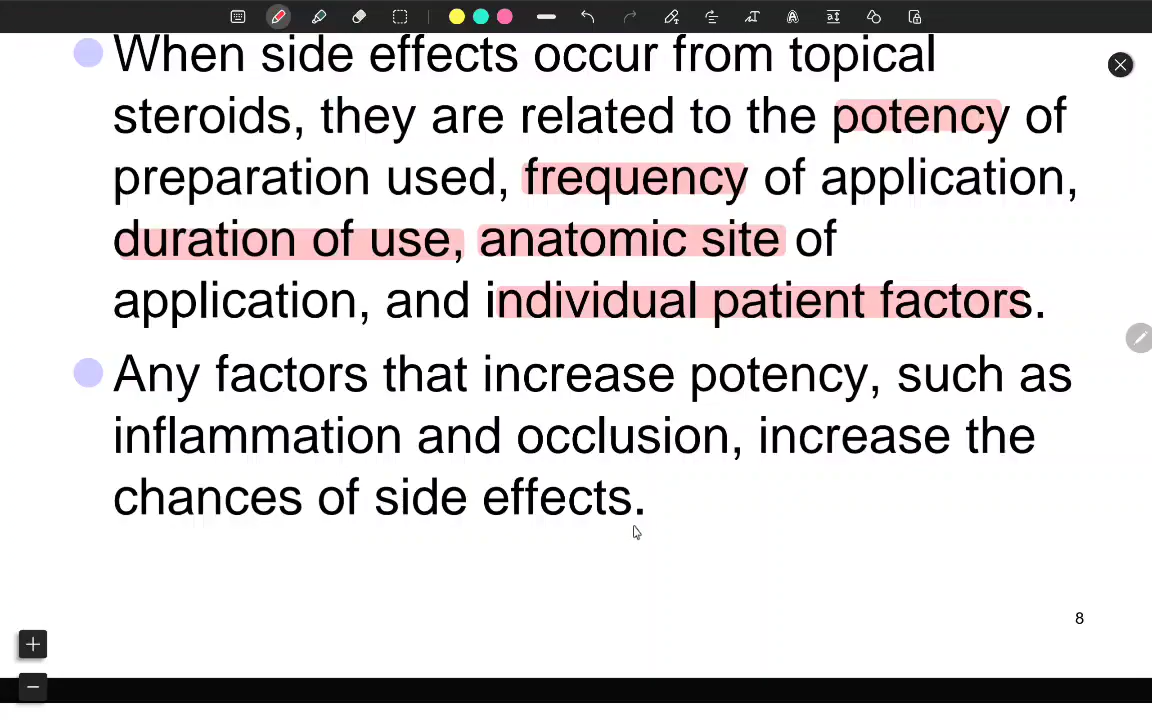 When side effects occur from topical
steroids, they are related to the potency of
preparation used, frequency of application,
duration of use, anatomic site of
application, and individual patient factors.
Any factors that increase potency, such as
inflammation and occlusion, increase the
chances of side effects.
8